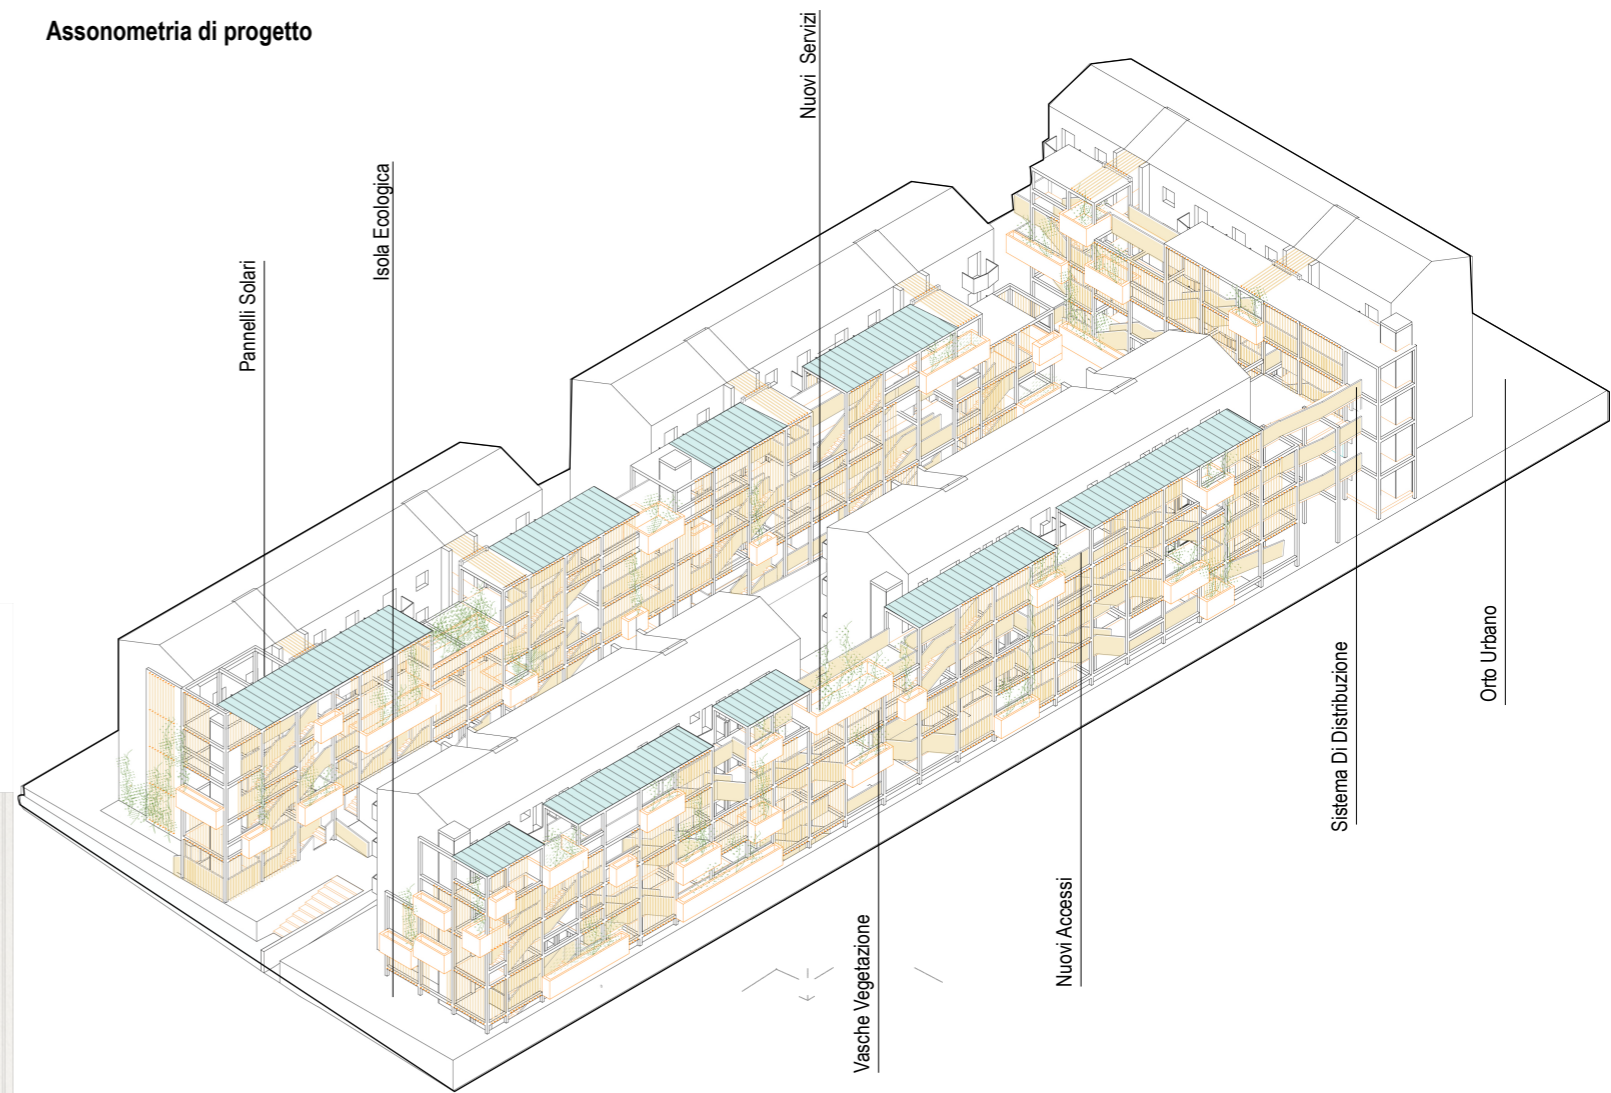 Assonometria di progetto
Pannelli Solari
Isola Ecologica
Nuovi Servizi
Vasche Vegetazione
Nuovi Accessi
Sistema Di Distribuzione
Orto Urbano